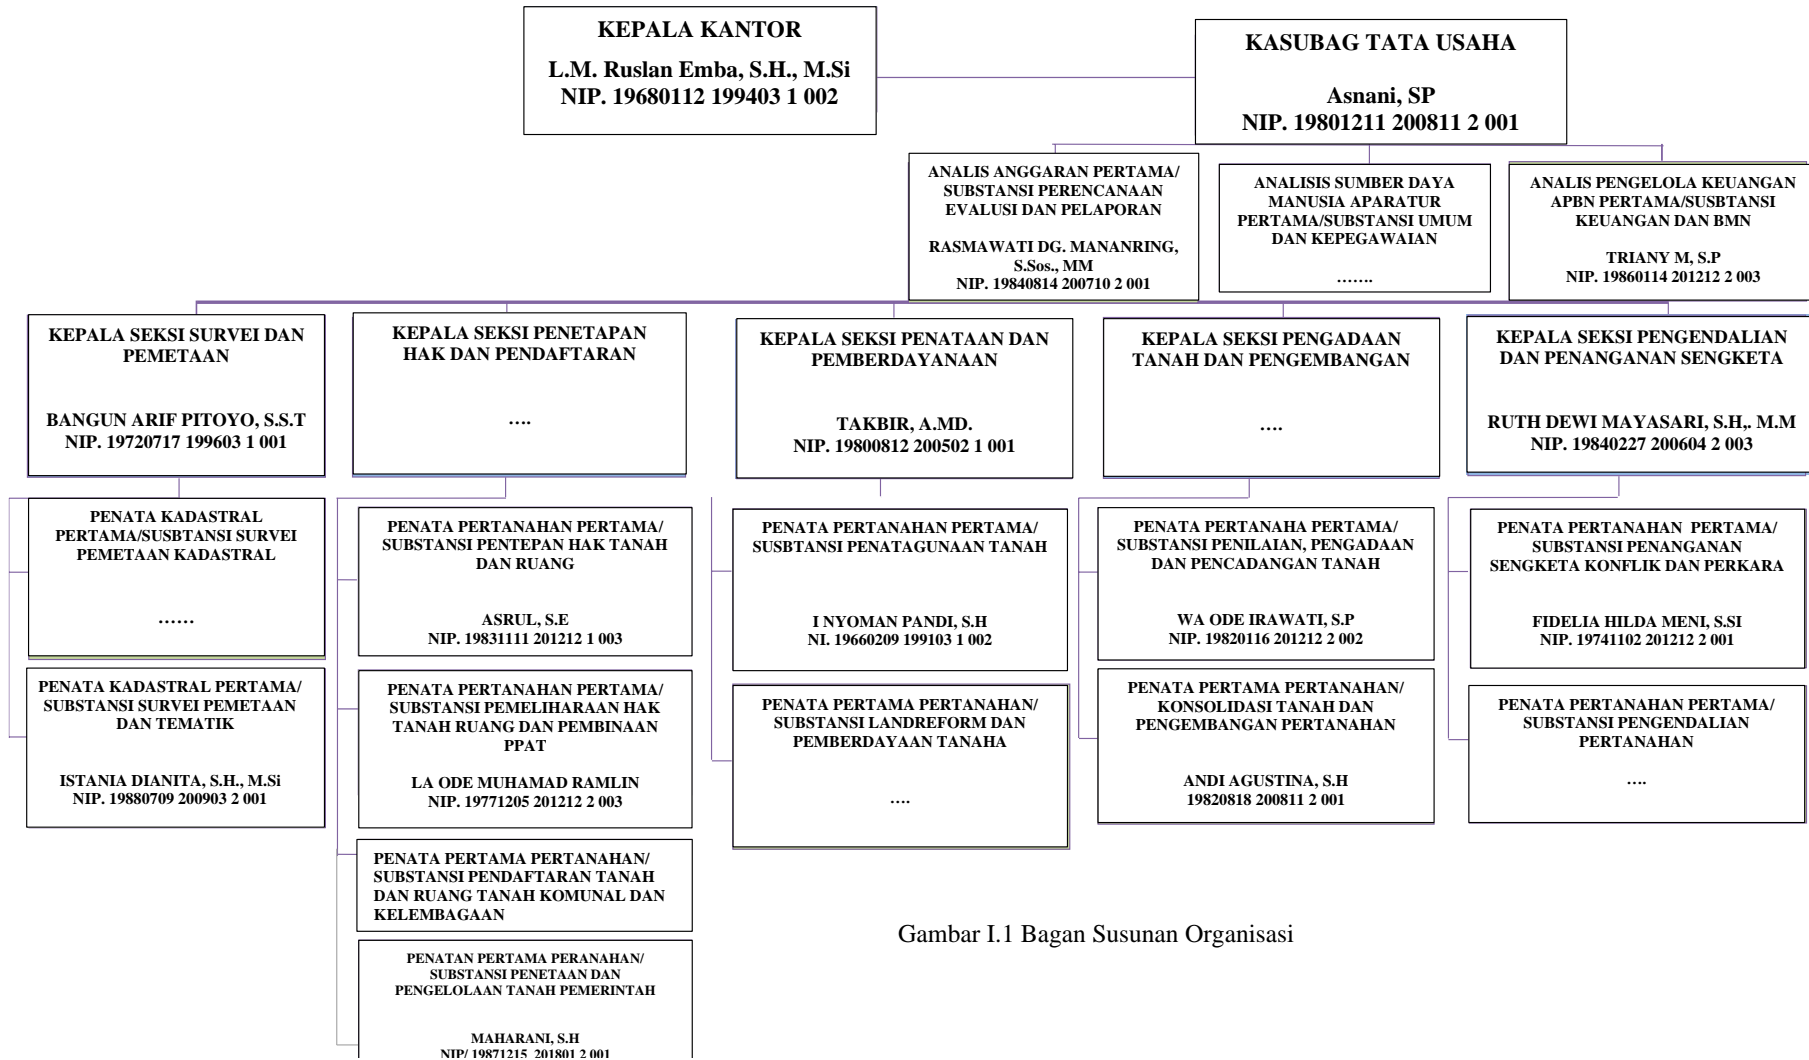 KEPALA KANTOR
L.M. Ruslan Emba, S.H., M.Si
NIP. 19680112 199403 1 002
KASUBAG TATA USAHA
Asnani, SP
NIP. 19801211 200811 2 001
ANALIS ANGGARAN PERTAMA/
SUBSTANSI PERENCANAAN
EVALUSI DAN PELAPORAN
RASMAWATI DG. MANANRING,
S.Sos., MM
NIP. 19840814 200710 2 001
ANALISIS SUMBER DAYA
MANUSIA APARATUR
PERTAMA/SUBSTANSI UMUM
DAN KEPEGAWAIAN
…….
ANALIS PENGELOLA KEUANGAN
APBN PERTAMA/SUSBTANSI
KEUANGAN DAN BMN
TRIANY M, S.P
NIP. 19860114 201212 2 003
KEPALA SEKSI SURVEI DAN
PEMETAAN
BANGUN ARIF PITOYO, S.S.T
NIP. 19720717 199603 1 001
KEPALA SEKSI PENETAPAN
HAK DAN PENDAFTARAN
….
KEPALA SEKSI PENATAAN DAN
PEMBERDAYANAAN
TAKBIR, A.MD.
NIP. 19800812 200502 1 001
KEPALA SEKSI PENGADAAN
TANAH DAN PENGEMBANGAN
….
KEPALA SEKSI PENGENDALIAN
DAN PENANGANAN SENGKETA
RUTH DEWI MAYASARI, S.H,. M.M
NIP. 19840227 200604 2 003
PENATA KADASTRAL
PERTAMA/SUSBTANSI SURVEI
PEMETAAN KADASTRAL
……
PENATA KADASTRAL PERTAMA/
SUBSTANSI SURVEI PEMETAAN
DAN TEMATIK
ISTANIA DIANITA, S.H., M.Si
NIP. 19880709 200903 2 001
PENATA PERTANAHAN PERTAMA/
SUBSTANSI PENTEPAN HAK TANAH
DAN RUANG
ASRUL, S.E
NIP. 19831111 201212 1 003
PENATA PERTANAHAN PERTAMA/
SUBSTANSI PEMELIHARAAN HAK
TANAH RUANG DAN PEMBINAAN
PPAT
LA ODE MUHAMAD RAMLIN
NIP. 19771205 201212 2 003
PENATA PERTAMA PERTANAHAN/
SUBSTANSI PENDAFTARAN TANAH
DAN RUANG TANAH KOMUNAL DAN
KELEMBAGAAN
PENATAN PERTAMA PERANAHAN/
SUBSTANSI PENETAAN DAN
PENGELOLAAN TANAH PEMERINTAH
MAHARANI, S.H
NIP/ 19871215 201801 2 001
PENATA PERTANAHAN PERTAMA/
SUSBTANSI PENATAGUNAAN TANAH
I NYOMAN PANDI, S.H
NI. 19660209 199103 1 002
PENATA PERTAMA PERTANAHAN/
SUBSTANSI LANDREFORM DAN
PEMBERDAYAAN TANAHA
….
PENATA PERTANAHA PERTAMA/
SUBSTANSI PENILAIAN, PENGADAAN
DAN PENCADANGAN TANAH
WA ODE IRAWATI, S.P
NIP. 19820116 201212 2 002
PENATA PERTAMA PERTANAHAN/
KONSOLIDASI TANAH DAN
PENGEMBANGAN PERTANAHAN
ANDI AGUSTINA, S.H
19820818 200811 2 001
PENATA PERTANAHAN PERTAMA/
SUBSTANSI PENANGANAN
SENGKETA KONFLIK DAN PERKARA
FIDELIA HILDA MENI, S.SI
NIP. 19741102 201212 2 001
PENATA PERTANAHAN PERTAMA/
SUBSTANSI PENGENDALIAN
PERTANAHAN
….
Gambar I.1 Bagan Susunan Organisasi